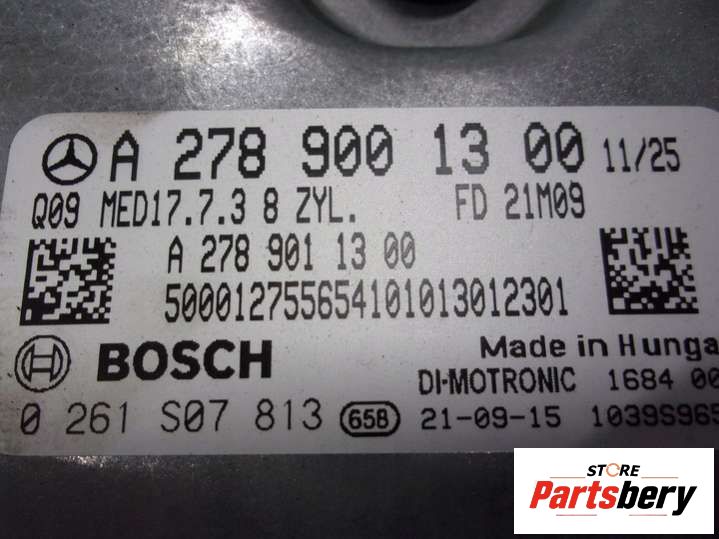 A 278 900 13 00 11/25
Q09 MED17.7.3 8 ZYL. FD 21M09
A 278 901 13 00
500012755654101013012301
BOSCH Made in Hunga
DI-MOTRONIC 1684 00
0 261 S07 813 658 21-09-15 1039S965
STORE
Partsbery